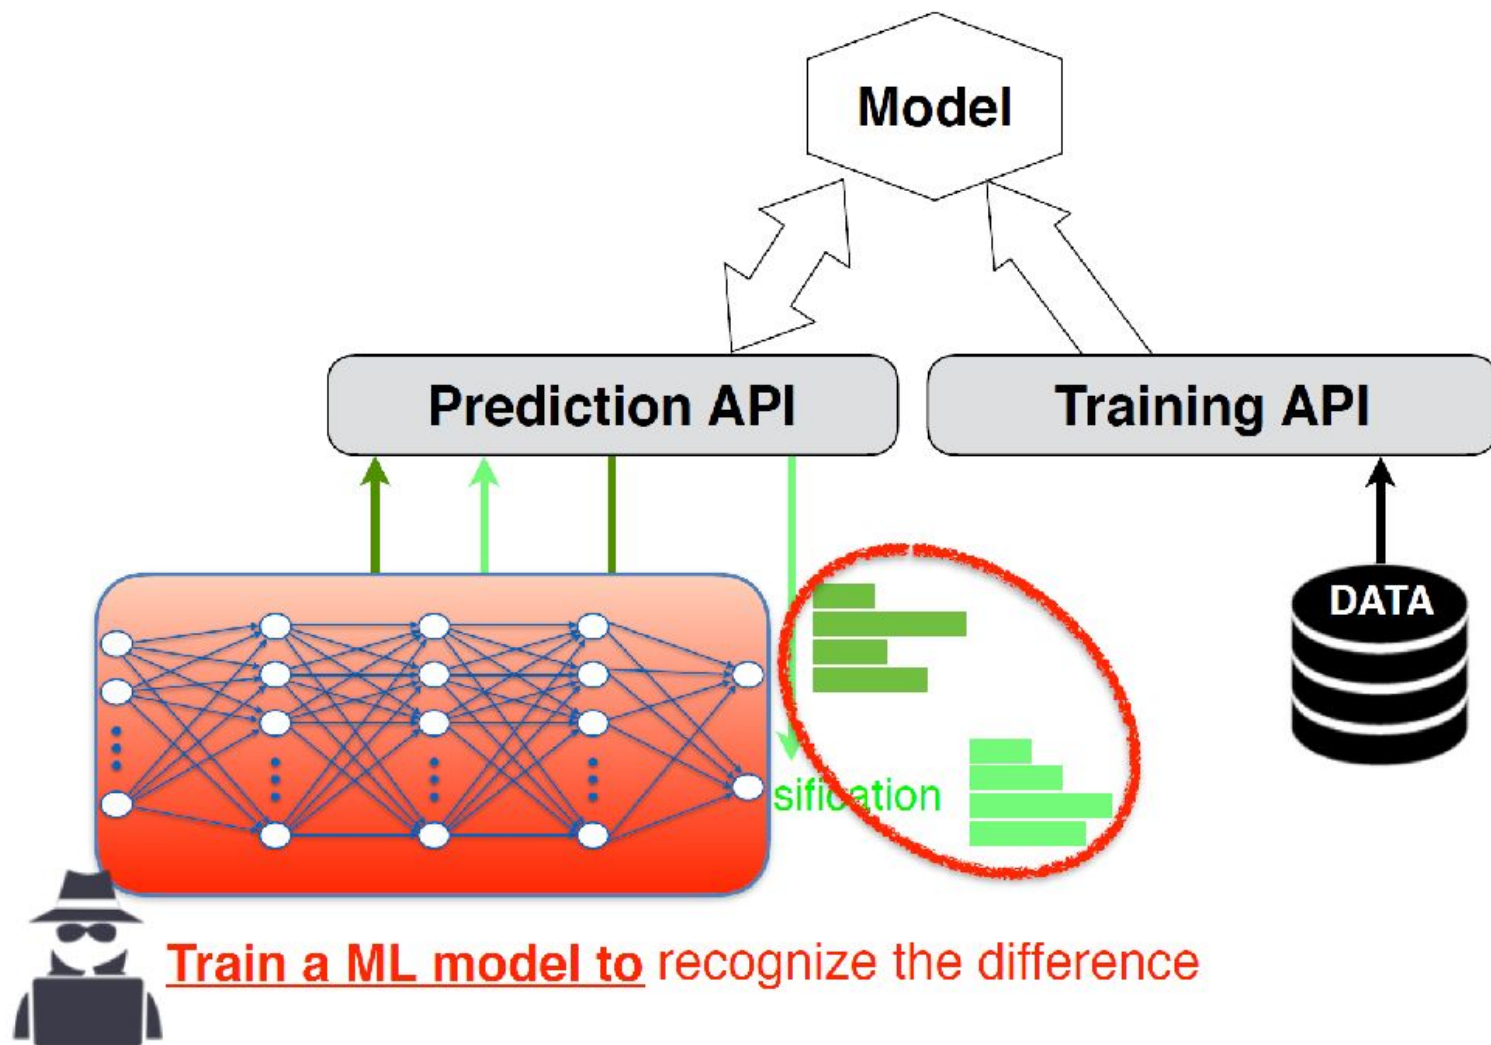 Model
Prediction API
Training API
DATA
sification
Train a ML model to recognize the difference